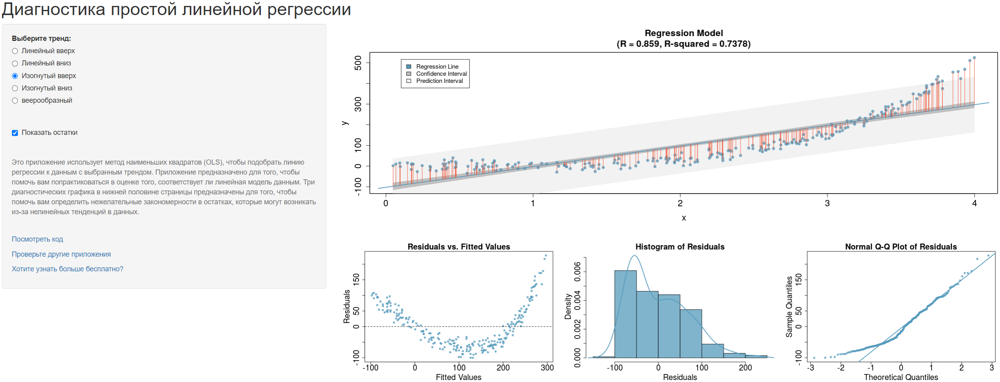 Диагностика простой линейной регрессии
Выберите тренд:
Линейный вверх
Линейный вниз
Изогнутый вверх
Изогнутый вниз
веерообразный
Показать остатки
Это приложение использует метод наименьших квадратов (OLS), чтобы подобрать линию
регрессии к данным с выбранным трендом. Приложение предназначено для того, чтобы
помочь вам попрактиковаться в оценке того, соответствует ли линейная модель данным. Три
диагностических графика в нижней половине страницы предназначены для того, чтобы
помочь вам определить нежелательные закономерности в остатках, которые могут возникать
из-за нелинейных тенденций в данных.
Посмотреть код
Проверьте другие приложения
Хотите узнать больше бесплатно?
Regression Model
(R = 0.859, R-squared = 0.7378)
Regression Line
Confidence Interval
Prediction Interval
y
500
300
100
0
-100
0 1 2 3 4
x
Residuals vs. Fitted Values
Residuals
150
50
0
-100
-100 0 100 200 300
Fitted Values
Histogram of Residuals
Density
0.006
0.004
0.002
0.000
-100 0 100 200
Residuals
Normal Q-Q Plot of Residuals
Sample Quantiles
150
50
0
-100
-3 -2 -1 0 1 2 3
Theoretical Quantiles